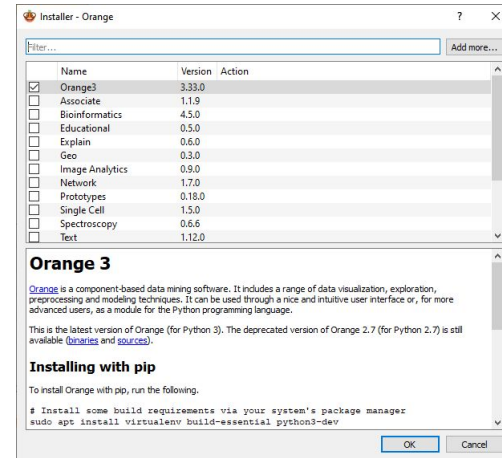 Installer - Orange
?
Filter...
Add more...
Name Version Action
Orange3 3.33.0
Associate 1.1.9
Bioinformatics 4.5.0
Educational 0.5.0
Explain 0.6.0
Geo 0.3.0
Image Analytics 0.9.0
Network 1.7.0
Prototypes 0.18.0
Single Cell 1.5.0
Spectroscopy 0.6.6
Text 1.12.0
Orange 3
Orange is a component-based data mining software. It includes a range of data visualization, exploration,
preprocessing and modeling techniques. It can be used through a nice and intuitive user interface or, for more
advanced users, as a module for the Python programming language.
This is the latest version of Orange (for Python 3). The deprecated version of Orange 2.7 (for Python 2.7) is still
available (binaries and sources).
Installing with pip
To install Orange with pip, run the following.
# Install some build requirements via your system's package manager
sudo apt install virtualenv build-essential python3-dev
OK Cancel